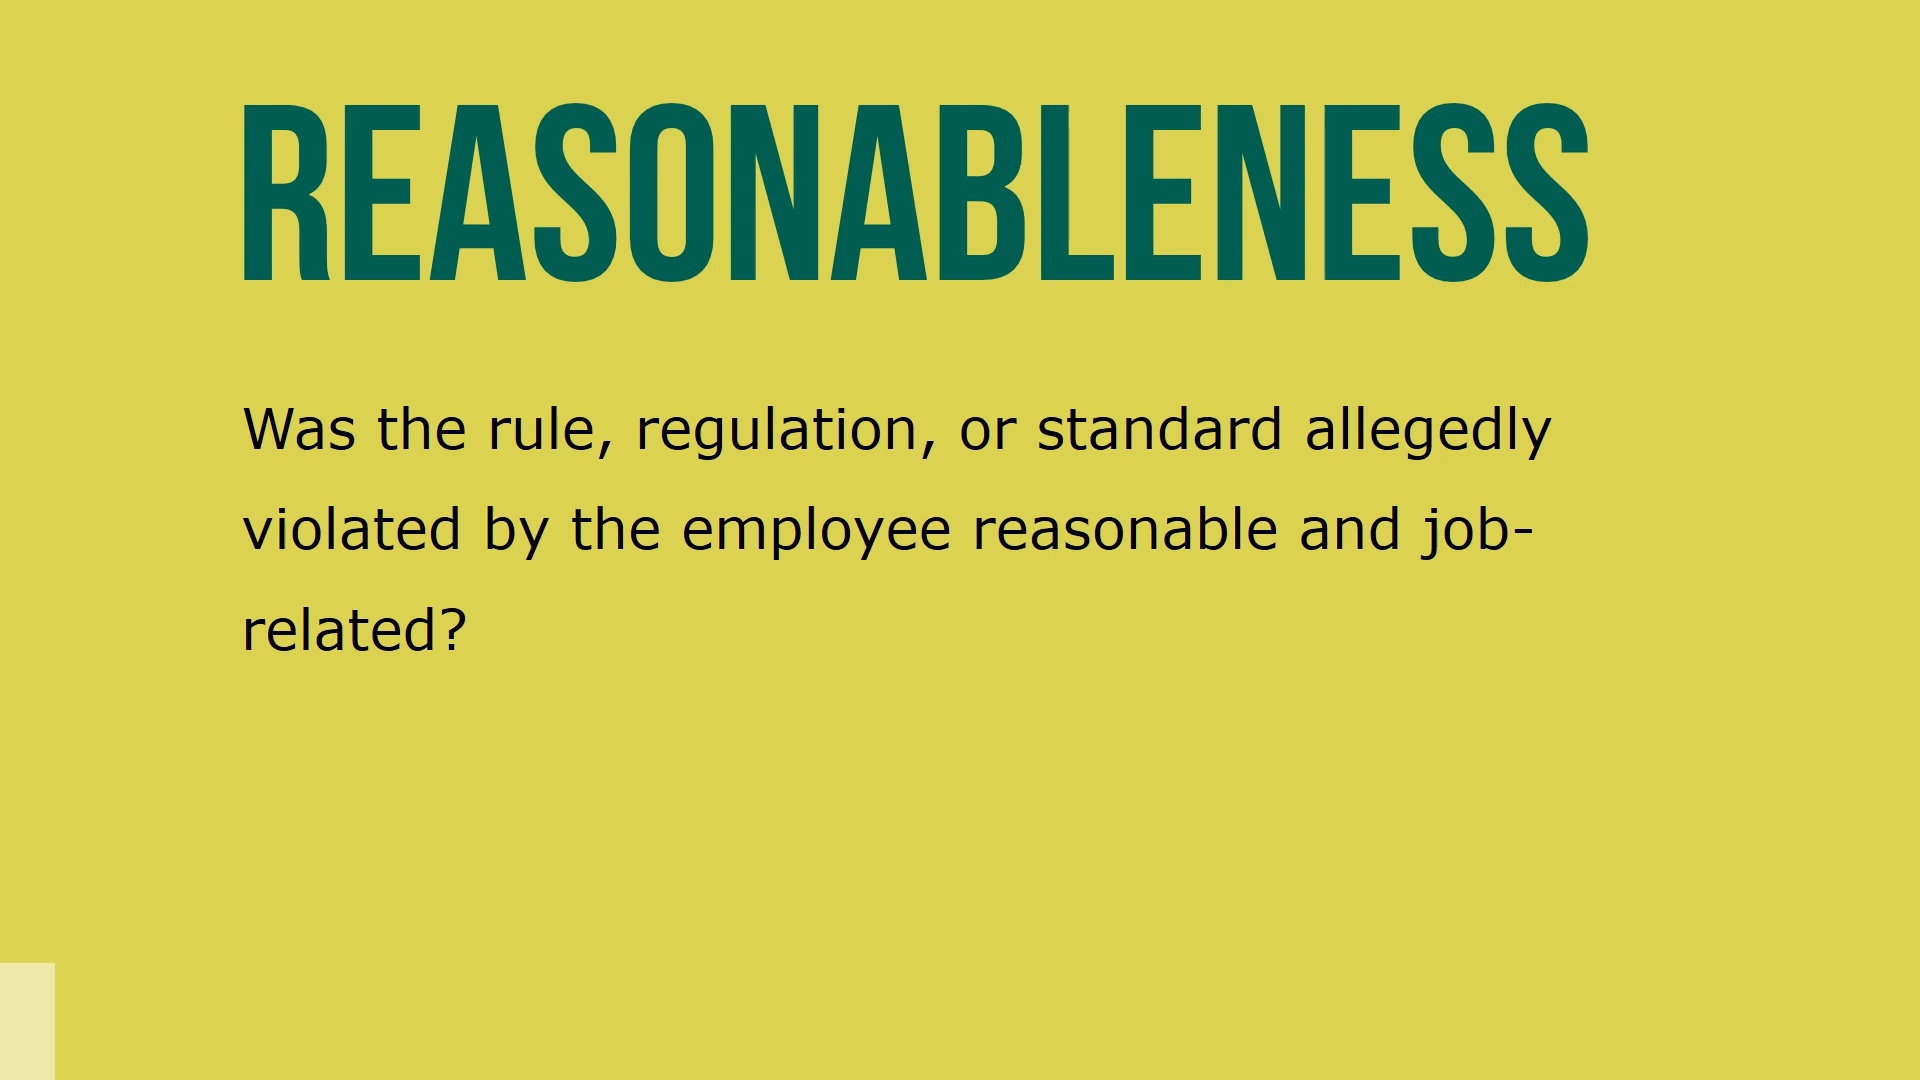 REASONABLENESS
Was the rule, regulation, or standard allegedly
violated by the employee reasonable and job-
related?